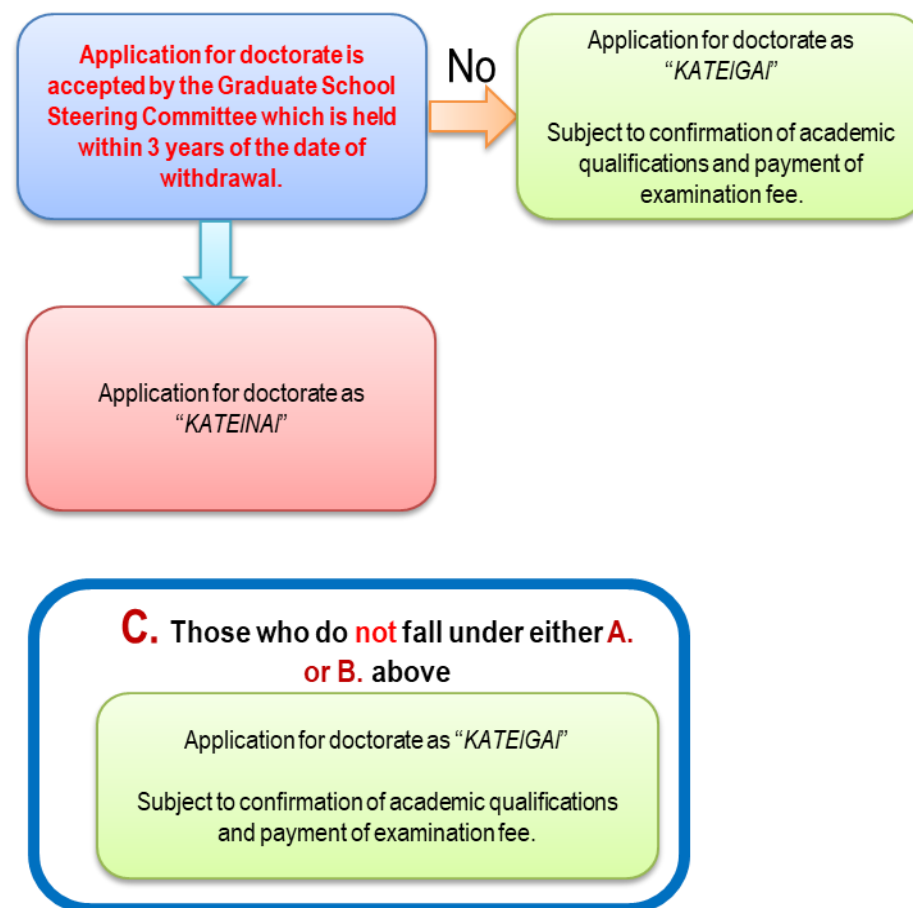 Application for doctorate is
accepted by the Graduate School
Steering Committee which is held
within 3 years of the date of
withdrawal.
No
Application for doctorate as
“KATEIGAI”
Subject to confirmation of academic
qualifications and payment of
examination fee.
Application for doctorate as
“KATEINAI”
C. Those who do not fall under either A.
or B. above
Application for doctorate as “KATEIGAI”
Subject to confirmation of academic qualifications
and payment of examination fee.